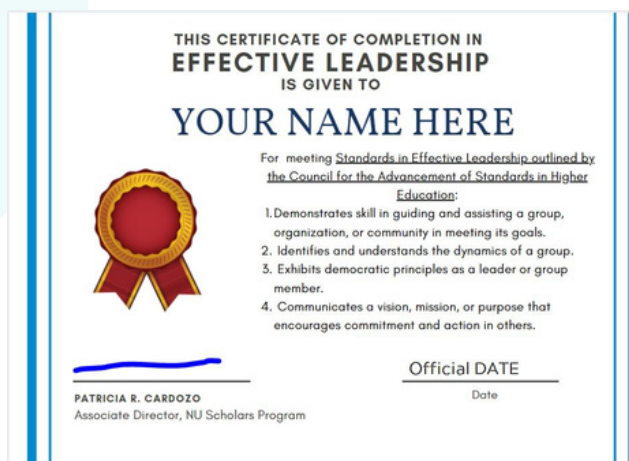 THIS CERTIFICATE OF COMPLETION IN
EFFECTIVE LEADERSHIP
IS GIVEN TO
YOUR NAME HERE
For meeting Standards in Effective Leadership outlined by
the Council for the Advancement of Standards in Higher
Education:
1. Demonstrates skill in guiding and assisting a group,
organization, or community in meeting its goals.
2. Identifies and understands the dynamics of a group.
3. Exhibits democratic principles as a leader or group
member.
4. Communicates a vision, mission, or purpose that
encourages commitment and action in others.
Official DATE
PATRICIA R. CARDOZO
Date
Associate Director, NU Scholars Program